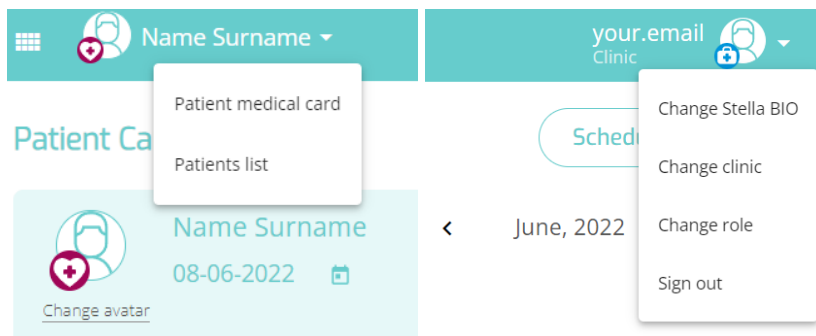 Name Surname
Patient medical card
Patients list
Patient Ca
Name Surname
08-06-2022
Change avatar
your.email
Clinic
Change Stella BIO
Change clinic
Change role
Sign out
Schedu
June, 2022